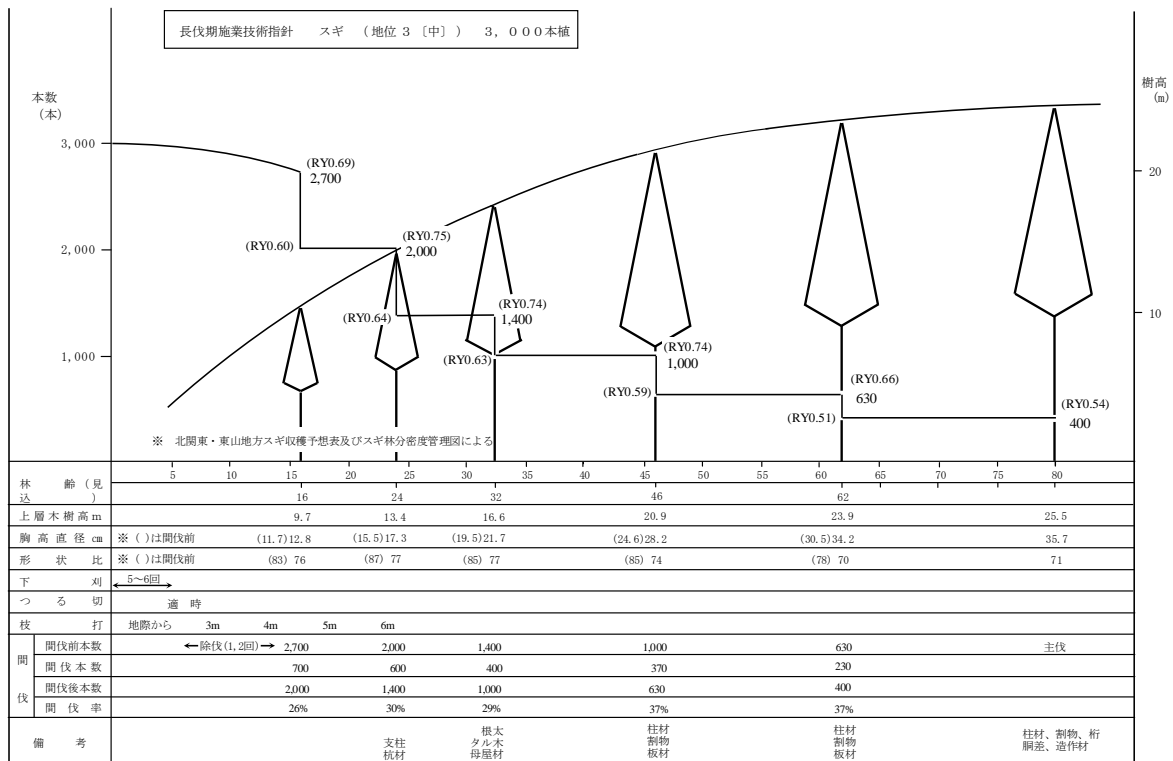 長伐期施業技術指針 スギ (地位3〔中〕) 3,000本植
本数
(本)
樹高
(m)
3,000
2,000
1,000
20
10
(RY0.69)
2,700
(RY0.60)
(RY0.75)
2,000
(RY0.64)
(RY0.74)
1,400
(RY0.63)
(RY0.74)
1,000
(RY0.59)
(RY0.66)
630
(RY0.51)
(RY0.54)
400
※ 北関東・東山地方スギ収穫予想表及びスギ林分密度管理図による
5 10 15 20 25 30 35 40 45 50 55 60 65 70 75 80
林齢(見込) 16 24 32 46 62
上層木樹高m 9.7 13.4 16.6 20.9 23.9 25.5
胸高直径㎝ ※( )は間伐前 (11.7)12.8 (15.5)17.3 (19.5)21.7 (24.6)28.2 (30.5)34.2 35.7
形状比 ※( )は間伐前 (83) 76 (87) 77 (85) 77 (85) 74 (78) 70 71
下刈 5~6回
つる切 適時
枝打 地際から 3m 4m 5m 6m
間伐
間伐前本数 除伐(1,2回) 2,700 2,000 1,400 1,000 630 主伐
間伐本数 700 600 400 370 230
間伐後本数 2,000 1,400 1,000 630 400
間伐率 26% 30% 29% 37% 37%
備考
支柱
杭材
根太
タル木
母屋材
柱材
割物
板材
柱材
割物
板材
柱材、割物、桁
胴差、造作材